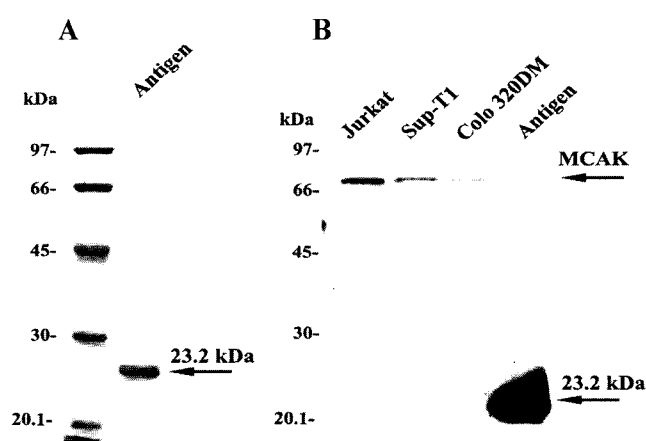 A
Antigen
kDa
97-
66-
45-
30-
23.2 kDa
20.1-
B
Jurkat
Sup-T1
Colo 320DM
Antigen
kDa
97-
MCAK
66-
45-
30-
23.2 kDa
20.1-